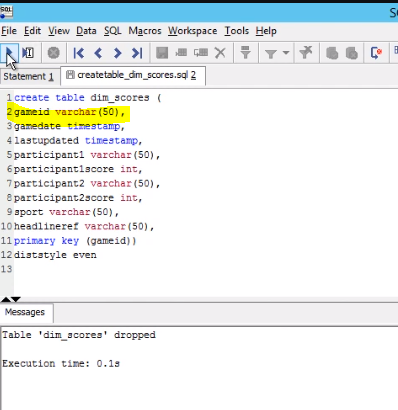 SQL
S
File Edit View Data SQL Macros Workspace Tools Help
Statement 1 createtable_dim_scores.sql 2
1 create table dim_scores (
2 gameid varchar(50),
3 gamedate timestamp,
4 lastupdated timestamp,
5 participant1 varchar(50),
6 participant1score int,
7 participant2 varchar(50),
8 participant2score int,
9 sport varchar(50),
10 headlineref varchar(50),
11 primary key (gameid))
12 diststyle even
13
Messages
Table 'dim_scores' dropped
Execution time: 0.1s